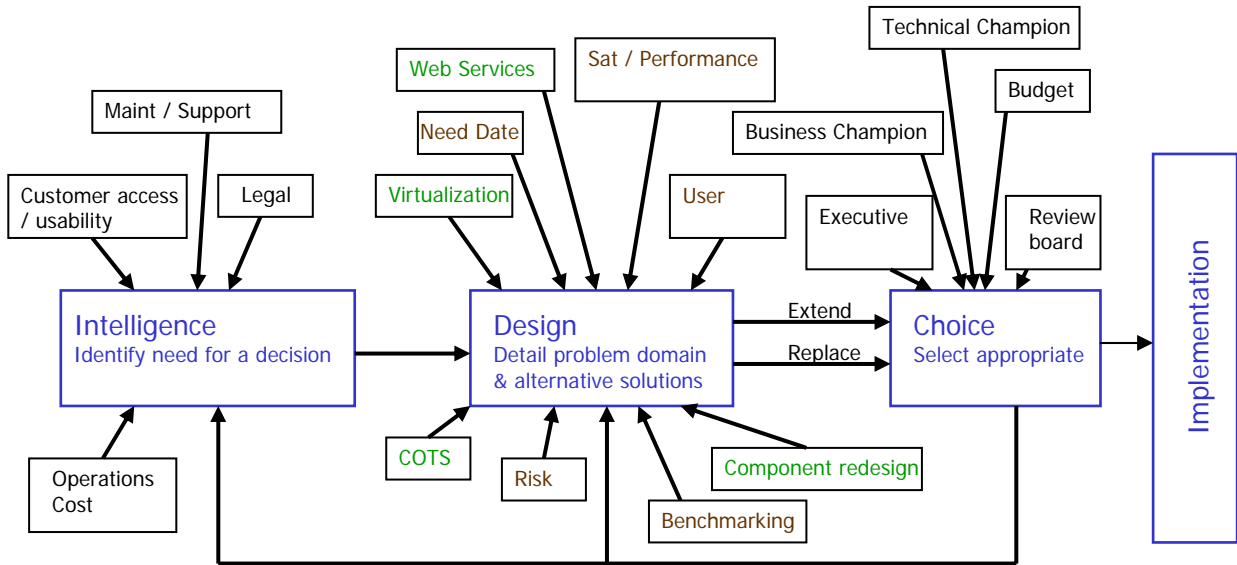 Technical Champion
Web Services
Sat / Performance
Budget
Maint / Support
Need Date
Business Champion
Customer access
/ usability
Legal
Virtualization
User
Executive
Review
board
Intelligence
Identify need for a decision
Design
Detail problem domain
& alternative solutions
Extend
Replace
Choice
Select appropriate
Implementation
Operations
Cost
COTS
Risk
Component redesign
Benchmarking